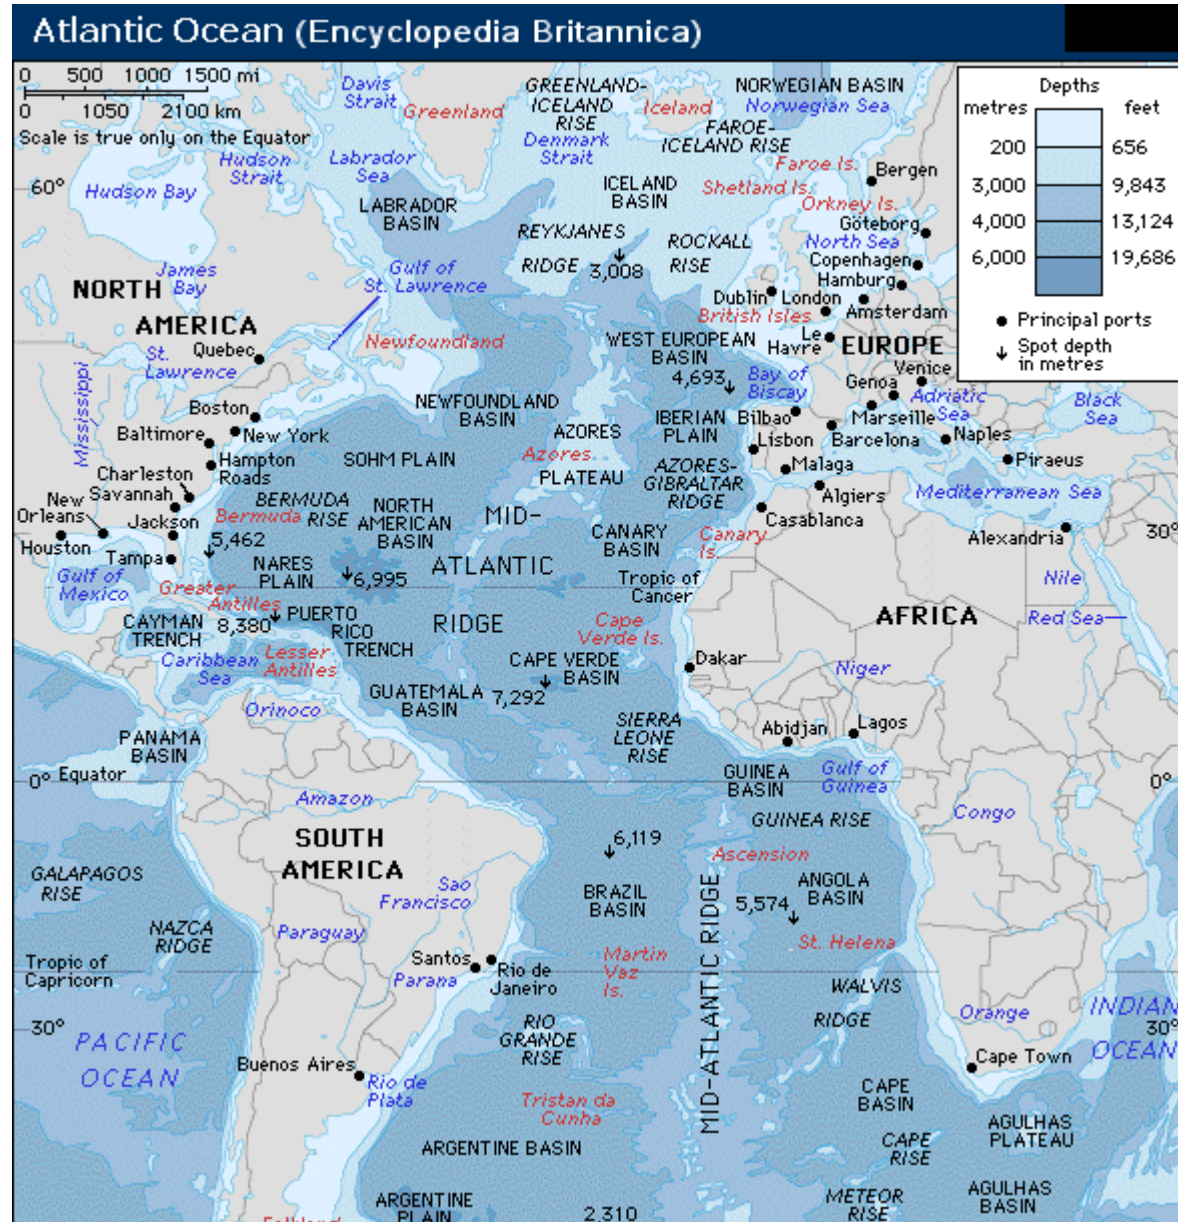 Atlantic Ocean (Encyclopedia Britannica)
0 500 1000 1500 mi
0 1050 2100 km
Scale is true only on the Equator
Depths
metres feet
200 656
3,000 9,843
4,000 13,124
6,000 19,686
Principal ports
Spot depth
in metres
Davis
Strait
Greenland
GREENLAND-
ICELAND
RISE
Iceland
NORWEGIAN BASIN
Norwegian Sea
Denmark
Strait
FAROE-
ICELAND RISE
Hudson
Strait
Labrador
Sea
Faroe Is.
Bergen
60°
Hudson Bay
ICELAND
BASIN
Shetland Is.
Orkney Is.
LABRADOR
BASIN
Göteborg
REYKJANES
RIDGE
3,008
ROCKALL
RISE
North Sea
Copenhagen
Hamburg
James
Bay
Gulf of
St. Lawrence
NORTH
AMERICA
Dublin
London
Amsterdam
British Isles
Le
Havre
EUROPE
St.
Lawrence
Quebec
Newfoundland
WEST EUROPEAN
BASIN
4,693
Bay of
Biscay
Genoa
Venice
Adriatic
Sea
Black
Sea
Mississippi
Boston
NEWFOUNDLAND
BASIN
IBERIAN
PLAIN
Bilbao
Marseille
Baltimore
New York
AZORES
PLATEAU
Azores
Lisbon
Barcelona
Naples
Hampton
Roads
SOHM PLAIN
AZORES-
GIBRALTAR
RIDGE
Malaga
Piraeus
Charleston
Savannah
Algiers
Mediterranean Sea
New
Orleans
BERMUDA
RISE
Bermuda
NORTH
AMERICAN
BASIN
MID-
ATLANTIC
RIDGE
Casablanca
Jackson
5,462
CANARY
BASIN
Canary
Is.
Alexandria
30°
Houston
Tampa
NARES
PLAIN
6,995
Gulf of
Mexico
Greater
Antilles
Tropic of
Cancer
Nile
CAYMAN
TRENCH
8,380
PUERTO
RICO
TRENCH
Cape
Verde Is.
AFRICA
Red Sea
Caribbean
Sea
Lesser
Antilles
CAPE VERDE
BASIN
Dakar
Niger
GUATEMALA
BASIN
7,292
Orinoco
SIERRA
LEONE
RISE
Abidjan
Lagos
PANAMA
BASIN
0°
Equator
GUINEA
BASIN
Gulf of
Guinea
0°
Amazon
Congo
SOUTH
AMERICA
6,119
GUINEA RISE
Ascension
GALAPAGOS
RISE
Sao
Francisco
BRAZIL
BASIN
MID-ATLANTIC RIDGE
5,574
ANGOLA
BASIN
NAZCA
RIDGE
Paraguay
Santos
Martin
Vaz
Is.
St. Helena
Tropic of
Capricorn
Parana
Rio de
Janeiro
WALVIS
RIDGE
30°
PACIFIC
OCEAN
RIO
GRANDE
RISE
Orange
INDIAN
OCEAN
30°
Buenos Aires
Rio de
Plata
Cape Town
Tristan da
Cunha
CAPE
BASIN
AGULHAS
PLATEAU
ARGENTINE BASIN
CAPE
RISE
ARGENTINE
PLAIN
2,310
METEOR
RISE
AGULHAS
BASIN
Falkland